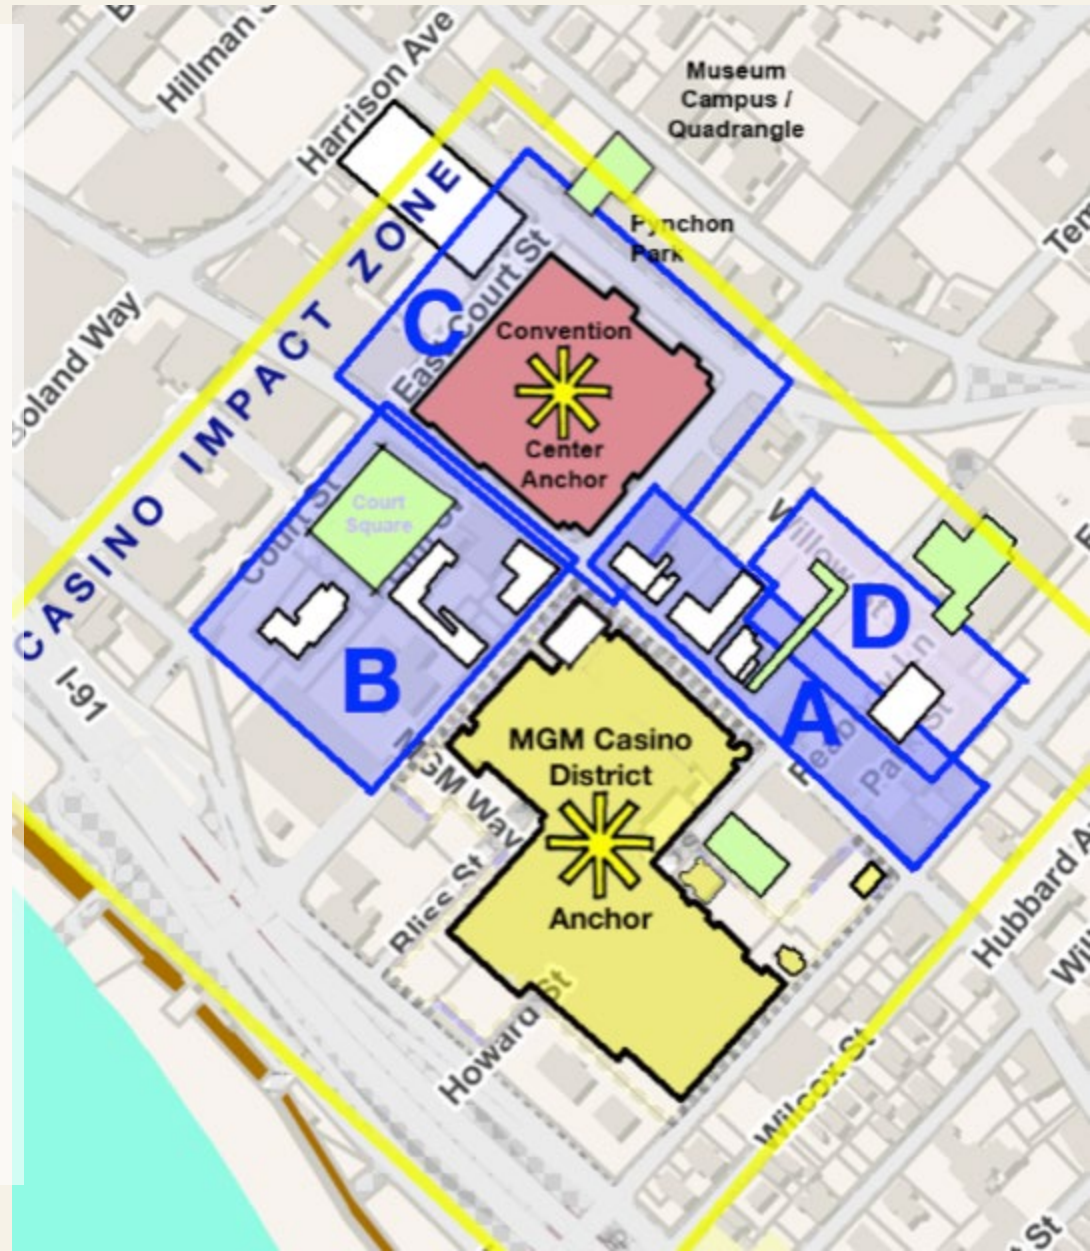 Hillman
Harrison Ave
Museum
Campus /
Quadrangle
Pynchon
Park
CASINO IMPACT ZONE
C
East Court St
Convention
Center
Anchor
Boland Way
Court St
Court
Square
B
Willow St
D
A
Park St
I-91
MGM Way
MGM Casino
District
Anchor
Bliss St
Howard St
Hubbard A
Wilcox St
St